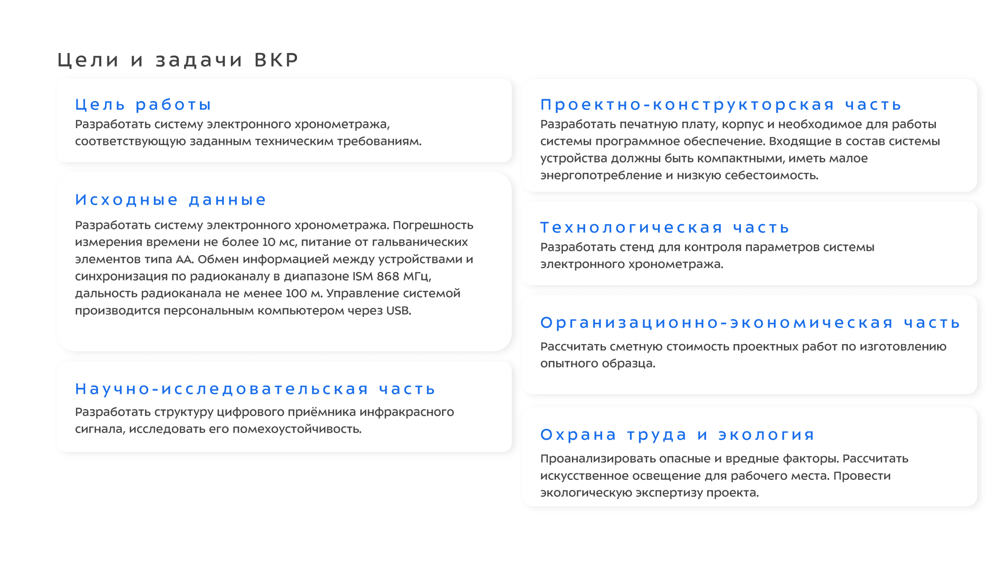 Цели и задачи ВКР
Цель работы
Разработать систему электронного хронометража,
соответствующую заданным техническим требованиям.
Исходные данные
Разработать систему электронного хронометража. Погрешность
измерения времени не более 10 мс, питание от гальванических
элементов типа АА. Обмен информацией между устройствами и
синхронизация по радиоканалу в диапазоне ISM 868 МГц,
дальность радиоканала не менее 100 м. Управление системой
производится персональным компьютером через USB.
Научно-исследовательская часть
Разработать структуру цифрового приёмника инфракрасного
сигнала, исследовать его помехоустойчивость.
Проектно-конструкторская часть
Разработать печатную плату, корпус и необходимое для работы
системы программное обеспечение. Входящие в состав системы
устройства должны быть компактными, иметь малое
энергопотребление и низкую себестоимость.
Технологическая часть
Разработать стенд для контроля параметров системы
электронного хронометража.
Организационно-экономическая часть
Рассчитать сметную стоимость проектных работ по изготовлению
опытного образца.
Охрана труда и экология
Проанализировать опасные и вредные факторы. Рассчитать
искусственное освещение для рабочего места. Провести
экологическую экспертизу проекта.